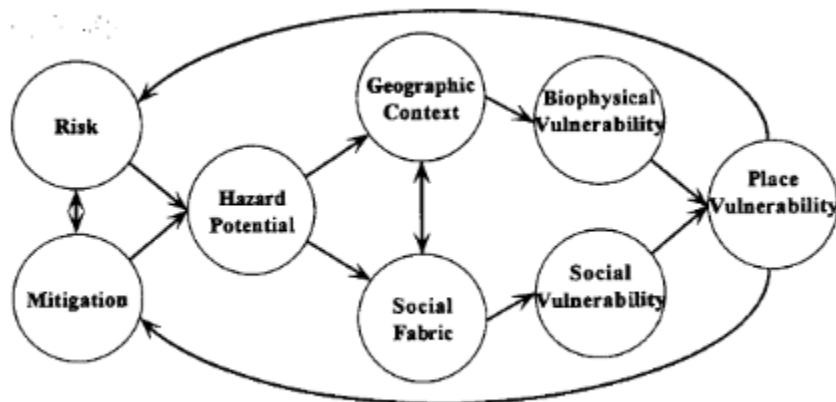 Risk
Mitigation
Hazard
Potential
Geographic
Context
Social
Fabric
Biophysical
Vulnerability
Social
Vulnerability
Place
Vulnerability